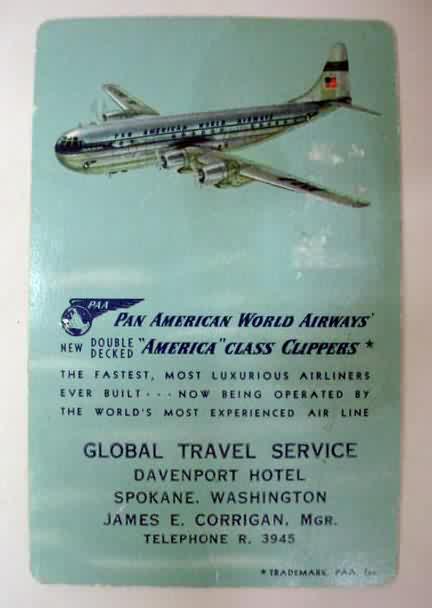 PAN AMERICAN WORLD AIRWAYS
PAA
PAN AMERICAN WORLD AIRWAYS'
NEW DOUBLE DECKED "AMERICA" CLASS CLIPPERS *
THE FASTEST, MOST LUXURIOUS AIRLINERS
EVER BUILT · · · NOW BEING OPERATED BY
THE WORLD'S MOST EXPERIENCED AIR LINE
GLOBAL TRAVEL SERVICE
DAVENPORT HOTEL
SPOKANE, WASHINGTON
JAMES E. CORRIGAN, MGR.
TELEPHONE R. 3945
* TRADEMARK, PAA, Inc.